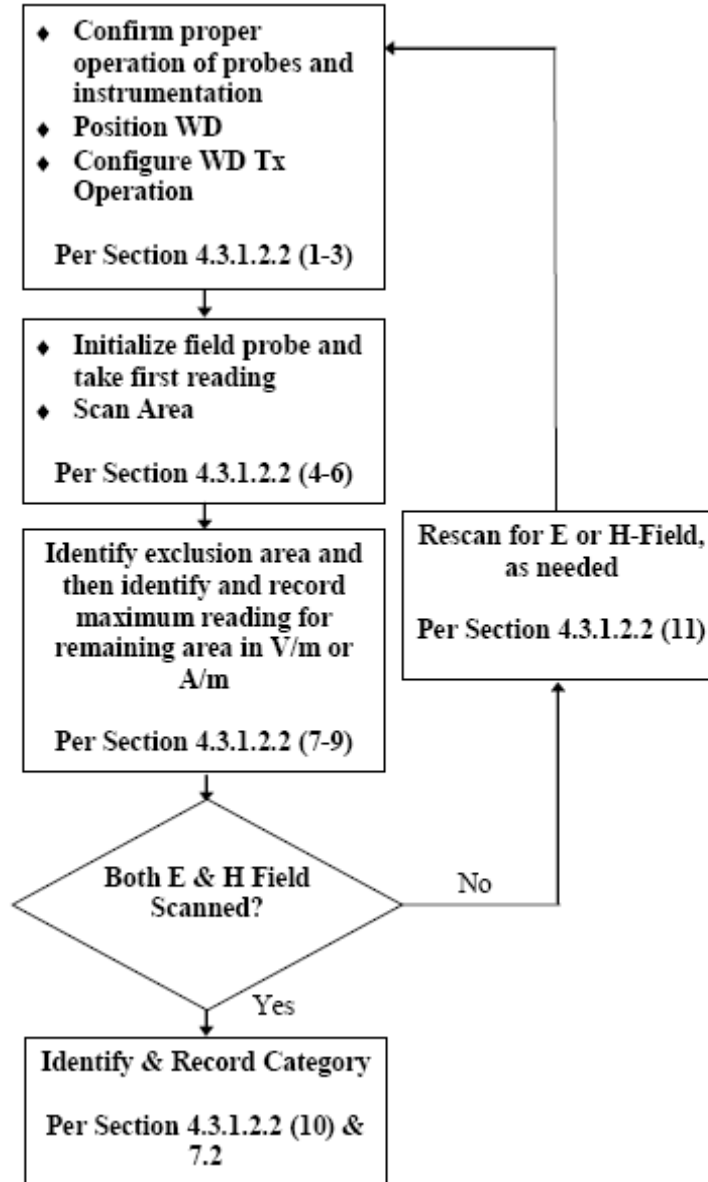 ♦ Confirm proper
operation of probes and
instrumentation
♦ Position WD
♦ Configure WD Tx
Operation
Per Section 4.3.1.2.2 (1-3)
♦ Initialize field probe and
take first reading
♦ Scan Area
Per Section 4.3.1.2.2 (4-6)
Identify exclusion area and
then identify and record
maximum reading for
remaining area in V/m or
A/m
Per Section 4.3.1.2.2 (7-9)
Rescan for E or H-Field,
as needed
Per Section 4.3.1.2.2 (11)
Both E & H Field
Scanned?
No
Yes
Identify & Record Category
Per Section 4.3.1.2.2 (10) &
7.2